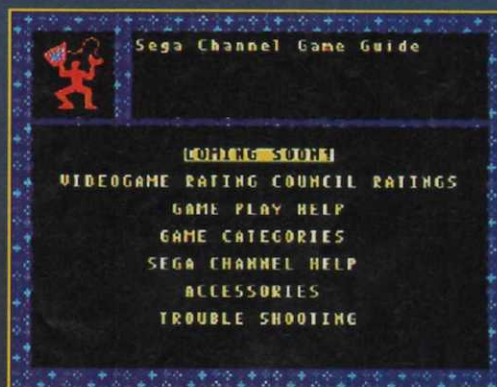 Sega Channel Game Guide
COMING SOON!
VIDEOGAME RATING COUNCIL RATINGS
GAME PLAY HELP
GAME CATEGORIES
SEGA CHANNEL HELP
ACCESSORIES
TROUBLE SHOOTING